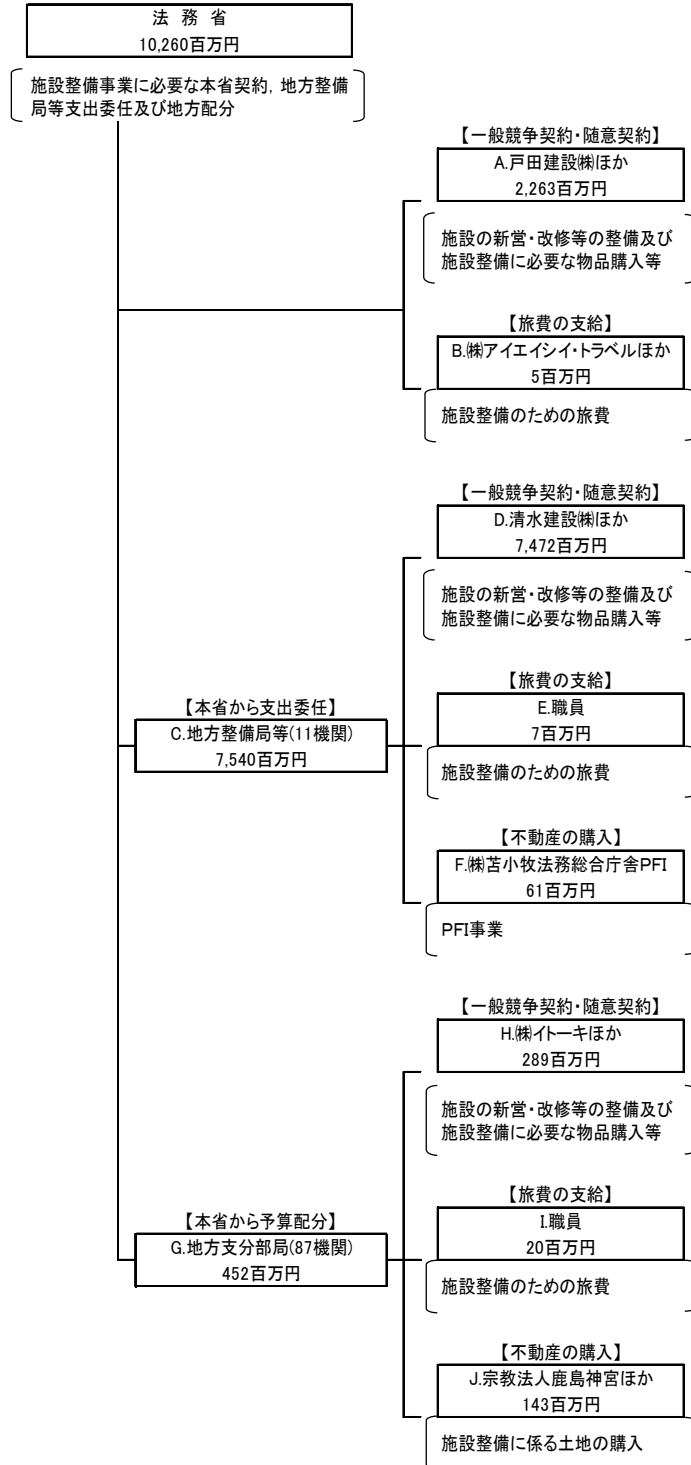 法 務 省
10,260百万円
施設整備事業に必要な本省契約，地方整備
局等支出委任及び地方配分
【一般競争契約・随意契約】
A.戸田建設㈱ほか
2,263百万円
施設の新営・改修等の整備及び
施設整備に必要な物品購入等
【旅費の支給】
B.㈱アイエイシイ・トラベルほか
5百万円
施設整備のための旅費
【一般競争契約・随意契約】
D.清水建設㈱ほか
7,472百万円
施設の新営・改修等の整備及び
施設整備に必要な物品購入等
【旅費の支給】
E.職員
7百万円
施設整備のための旅費
【本省から支出委任】
C.地方整備局等(11機関)
7,540百万円
【不動産の購入】
F.㈱苫小牧法務総合庁舎PFI
61百万円
PFI事業
【一般競争契約・随意契約】
H.㈱イトーキほか
289百万円
施設の新営・改修等の整備及び
施設整備に必要な物品購入等
【旅費の支給】
I.職員
20百万円
施設整備のための旅費
【本省から予算配分】
G.地方支分部局(87機関)
452百万円
【不動産の購入】
J.宗教法人鹿島神宮ほか
143百万円
施設整備に係る土地の購入